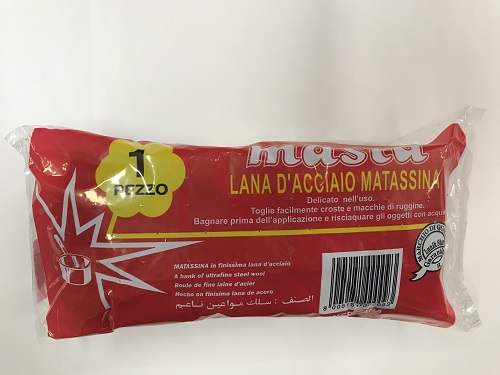 1
PEZZO
masta
LANA D'ACCIAIO MATASSINA
Delicato nell'uso.
Toglie facilmente croste e macchie di ruggine.
Bagnare prima dell'applicazione e risciaquare gli oggetti con acqua
MATASSINA in finissima lana d'acciaio
A hank of ultrafine steel wool
Boule de fine laine d'acier
Hecho en finisima lana de acero
الصنف : سلك مواعين ناعم